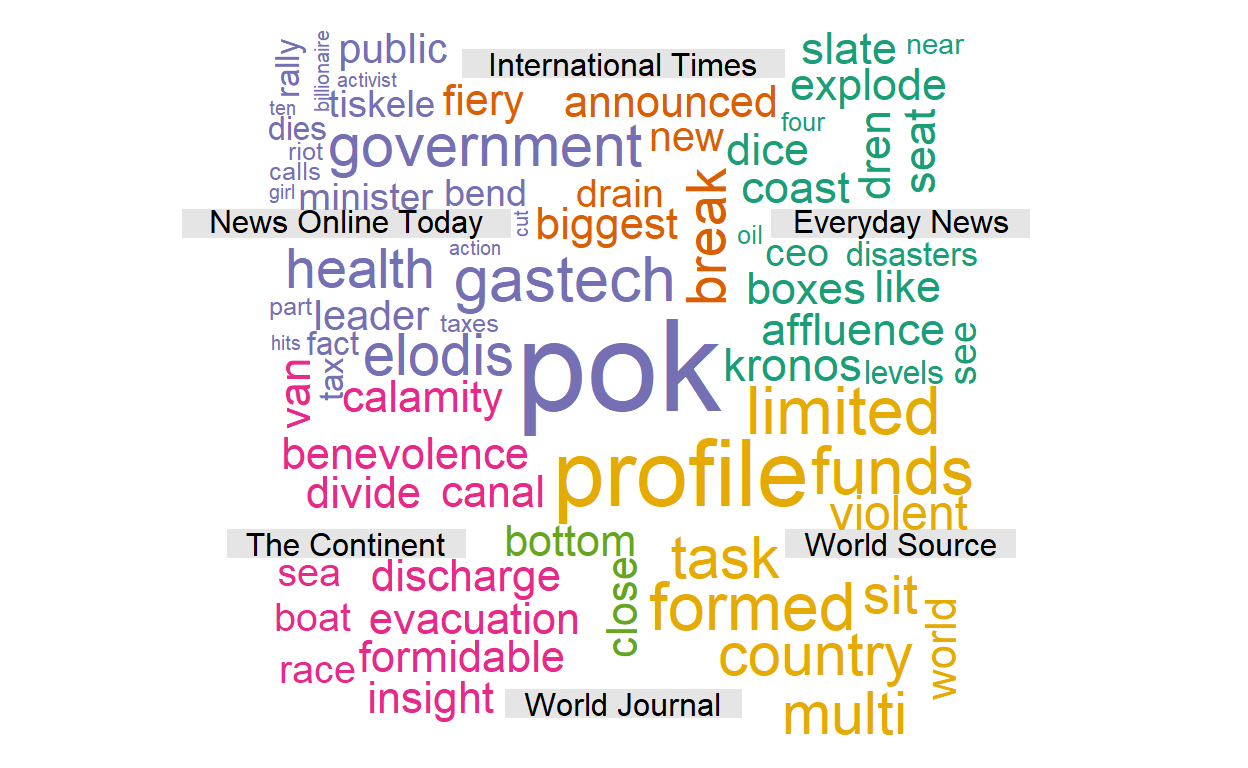 rally
billionaire
public
International Times
slate
near
activist
explode
ten
tiskele
fiery
announced
dies
government
new
four
dren
seat
riot
dice
calls
girl
minister
bend
drain
break
coast
News Online Today
cut
biggest
Everyday News
oil
action
ceo
disasters
health
gastech
boxes
like
part
leader
taxes
affluence
see
hits
fact
elodis
pok
kronos
levels
van
tax
calamity
limited
benevolence
profile
funds
divide
canal
violent
The Continent
bottom
World Source
task
sea
discharge
close
formed
sit
world
boat
evacuation
race
formidable
country
insight
World Journal
multi